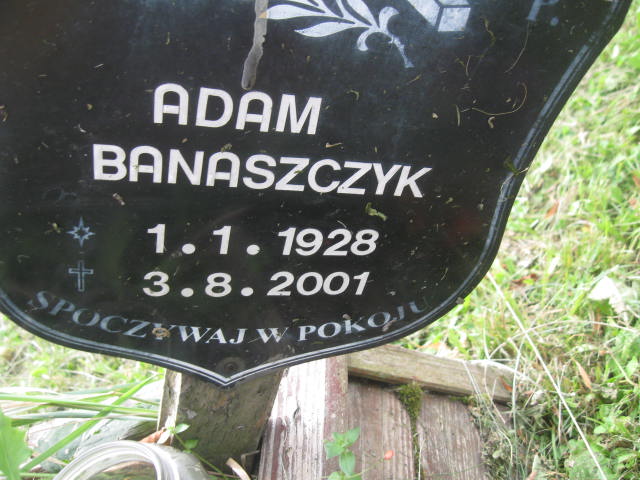 P.
ADAM
BANASZCZYK
1.1.1928
3.8.2001
SPOCZYWAJ W POKOJU